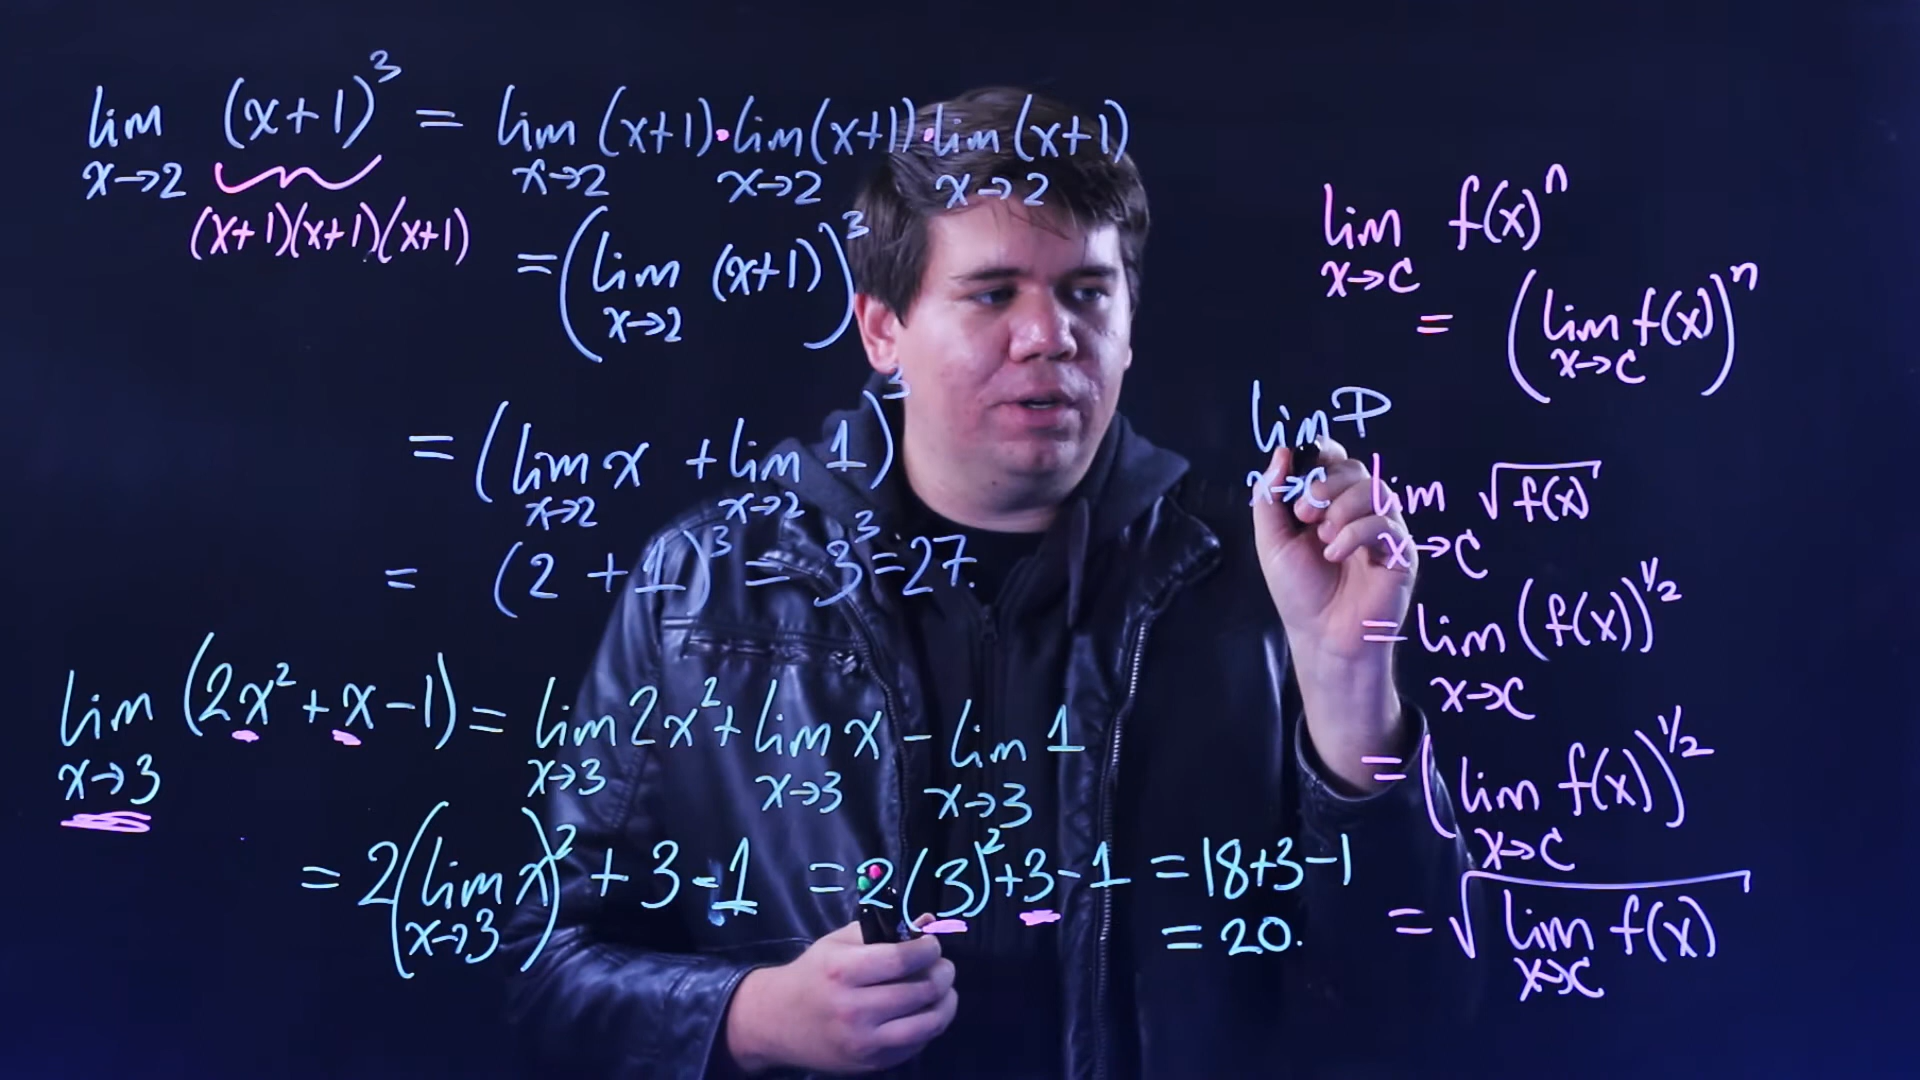 lim (x+1)³ = lim (x+1)·lim(x+1)·lim (x+1)
x→2 x→2 x→2 x→2
(x+1)(x+1)(x+1)
=(lim (x+1))³
x→2
= (lim x + lim 1)³
x→2 x→2
= (2 + 1)³ = 3³=27.
lim (2x²+x-1) = lim 2x²+ lim x - lim 1
x→3 x→3 x→3 x→3
= 2(lim x)² + 3-1 = 2(3)²+3-1 = 18+3-1
x→3
= 20.
lim f(x)ⁿ
x→c
= (lim f(x))ⁿ
x→c
lim P
x→c
lim √f(x)
x→c
= lim (f(x))^1/2
x→c
= (lim f(x))^1/2
x→c
= √lim f(x)
x→c